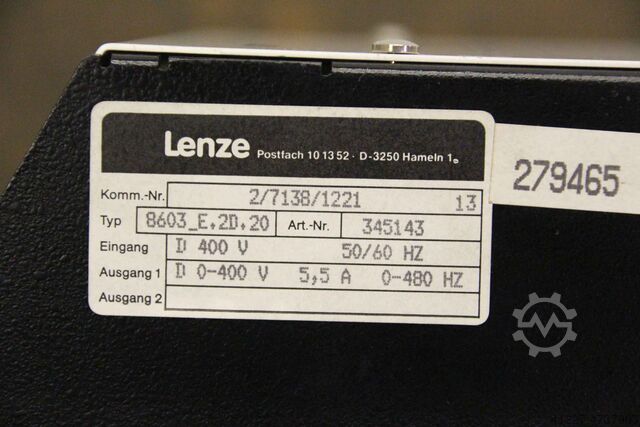 Lenze Postfach 10 13 52 · D-3250 Hameln 1.
279465
Komm.-Nr. 2/7138/1221 13
Typ 8603_E.2D.20 Art.-Nr. 345143
Eingang D 400 V 50/60 HZ
Ausgang 1 D 0-400 V 5,5 A 0-480 HZ
Ausgang 2